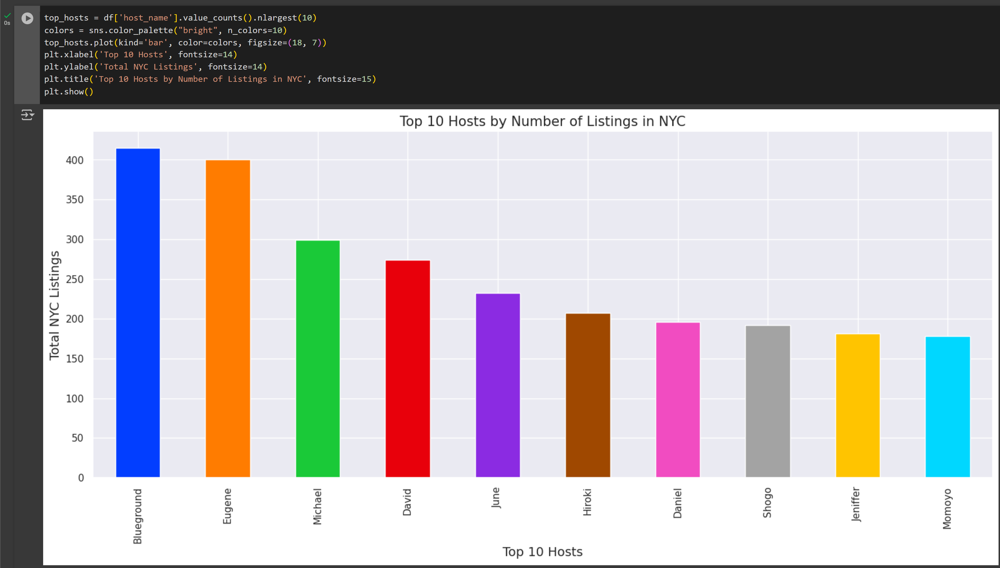 0s
top_hosts = df['host_name'].value_counts().nlargest(10)
colors = sns.color_palette("bright", n_colors=10)
top_hosts.plot(kind='bar', color=colors, figsize=(18, 7))
plt.xlabel('Top 10 Hosts', fontsize=14)
plt.ylabel('Total NYC Listings', fontsize=14)
plt.title('Top 10 Hosts by Number of Listings in NYC', fontsize=15)
plt.show()
Top 10 Hosts by Number of Listings in NYC
Total NYC Listings
400
350
300
250
200
150
100
50
0
Blueground
Eugene
Michael
David
June
Hiroki
Daniel
Shogo
Jeniffer
Momoyo
Top 10 Hosts